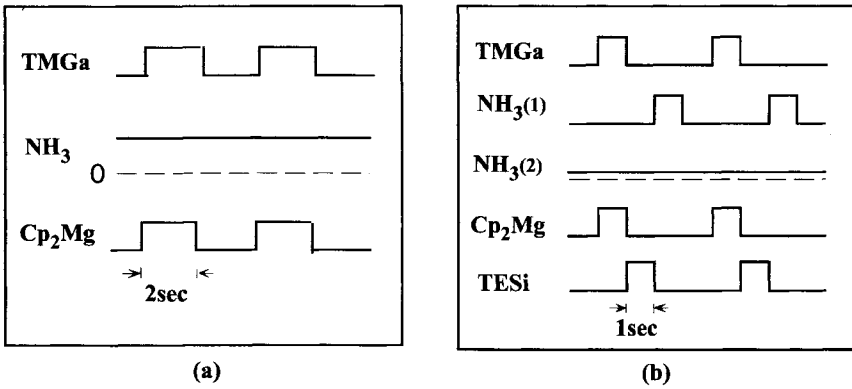 TMGa
NH₃
0
Cp₂Mg
2sec
(a)
TMGa
NH₃(1)
NH₃(2)
Cp₂Mg
TESi
1sec
(b)